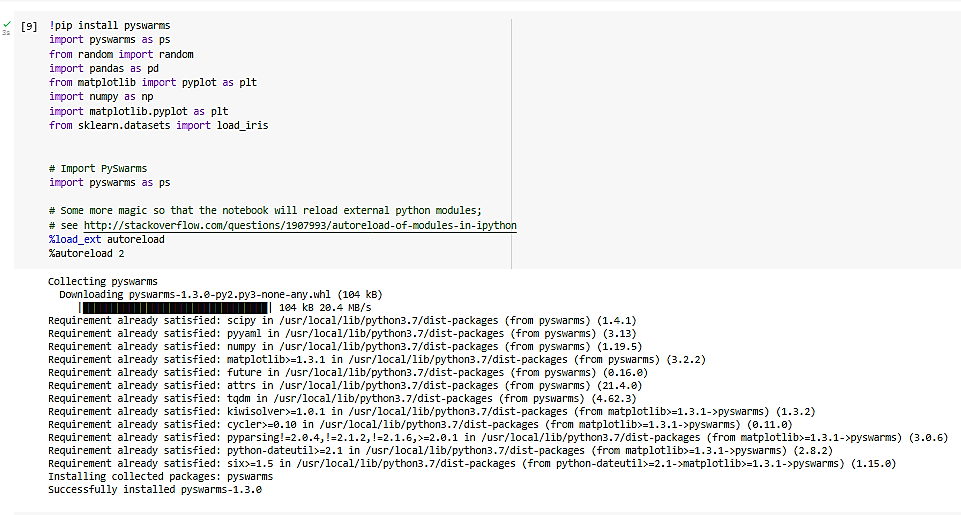 [9] !pip install pyswarms
3s
import pyswarms as ps
from random import random
import pandas as pd
from matplotlib import pyplot as plt
import numpy as np
import matplotlib.pyplot as plt
from sklearn.datasets import load_iris
# Import PySwarms
import pyswarms as ps
# Some more magic so that the notebook will reload external python modules;
# see http://stackoverflow.com/questions/1907993/autoreload-of-modules-in-ipython
%load_ext autoreload
%autoreload 2
Collecting pyswarms
Downloading pyswarms-1.3.0-py2.py3-none-any.whl (104 kB)
|████████████████████████████████| 104 kB 20.4 MB/s
Requirement already satisfied: scipy in /usr/local/lib/python3.7/dist-packages (from pyswarms) (1.4.1)
Requirement already satisfied: pyyaml in /usr/local/lib/python3.7/dist-packages (from pyswarms) (3.13)
Requirement already satisfied: numpy in /usr/local/lib/python3.7/dist-packages (from pyswarms) (1.19.5)
Requirement already satisfied: matplotlib>=1.3.1 in /usr/local/lib/python3.7/dist-packages (from pyswarms) (3.2.2)
Requirement already satisfied: future in /usr/local/lib/python3.7/dist-packages (from pyswarms) (0.16.0)
Requirement already satisfied: attrs in /usr/local/lib/python3.7/dist-packages (from pyswarms) (21.4.0)
Requirement already satisfied: tqdm in /usr/local/lib/python3.7/dist-packages (from pyswarms) (4.62.3)
Requirement already satisfied: kiwisolver>=1.0.1 in /usr/local/lib/python3.7/dist-packages (from matplotlib>=1.3.1->pyswarms) (1.3.2)
Requirement already satisfied: cycler>=0.10 in /usr/local/lib/python3.7/dist-packages (from matplotlib>=1.3.1->pyswarms) (0.11.0)
Requirement already satisfied: pyparsing!=2.0.4,!=2.1.2,!=2.1.6,>=2.0.1 in /usr/local/lib/python3.7/dist-packages (from matplotlib>=1.3.1->pyswarms) (3.0.6)
Requirement already satisfied: python-dateutil>=2.1 in /usr/local/lib/python3.7/dist-packages (from matplotlib>=1.3.1->pyswarms) (2.8.2)
Requirement already satisfied: six>=1.5 in /usr/local/lib/python3.7/dist-packages (from python-dateutil>=2.1->matplotlib>=1.3.1->pyswarms) (1.15.0)
Installing collected packages: pyswarms
Successfully installed pyswarms-1.3.0